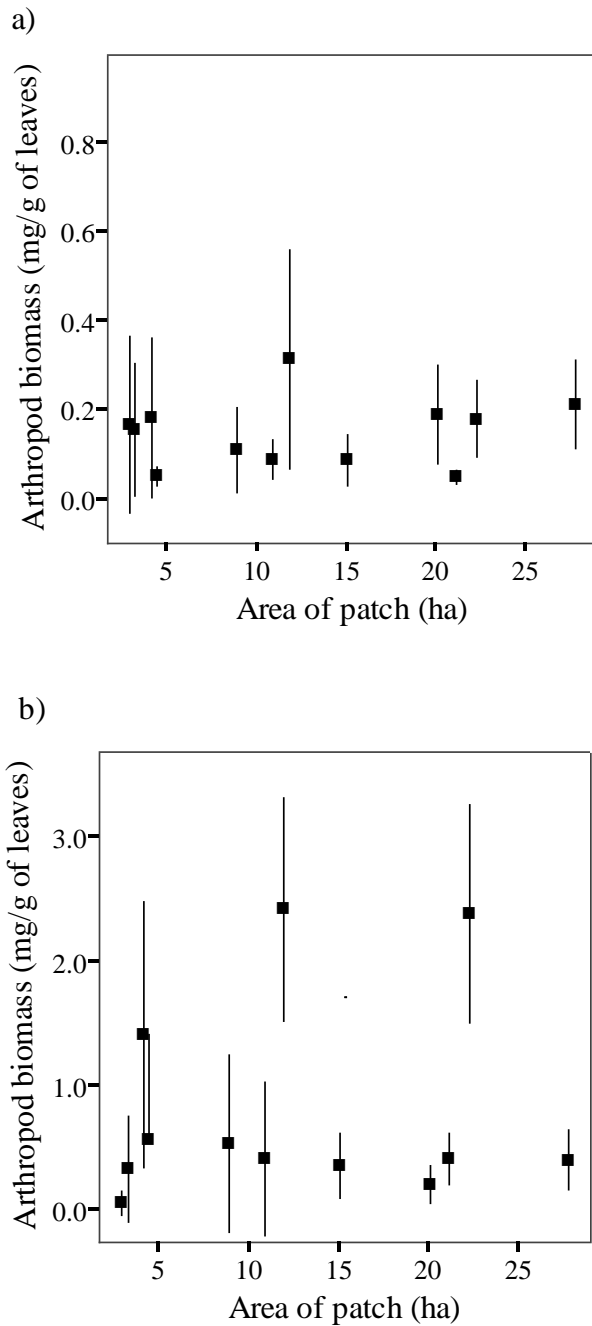 a)
Arthropod biomass (mg/g of leaves)
0.8
0.6
0.4
0.2
0.0
5 10 15 20 25
Area of patch (ha)
b)
Arthropod biomass (mg/g of leaves)
3.0
2.0
1.0
0.0
5 10 15 20 25
Area of patch (ha)